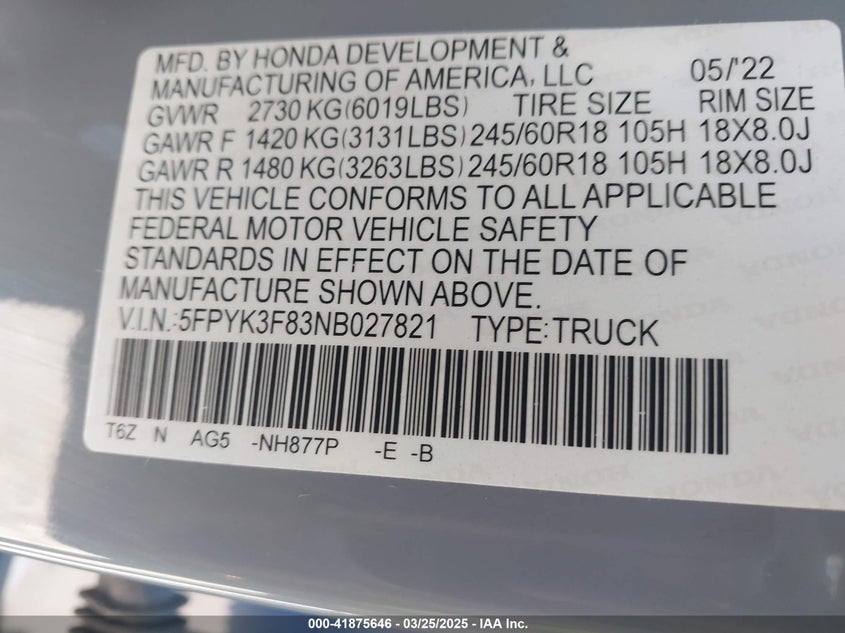 MFD. BY HONDA DEVELOPMENT &
MANUFACTURING OF AMERICA, LLC 05/'22
GVWR 2730 KG(6019LBS) TIRE SIZE RIM SIZE
GAWR F 1420 KG(3131LBS) 245/60R18 105H 18X8.0J
GAWR R 1480 KG(3263LBS) 245/60R18 105H 18X8.0J
THIS VEHICLE CONFORMS TO ALL APPLICABLE
FEDERAL MOTOR VEHICLE SAFETY
STANDARDS IN EFFECT ON THE DATE OF
MANUFACTURE SHOWN ABOVE.
V.I.N.:5FPYK3F83NB027821 TYPE:TRUCK
T6Z N AG5 -NH877P -E -B
000-41875646 — 03/25/2025 — IAA Inc.